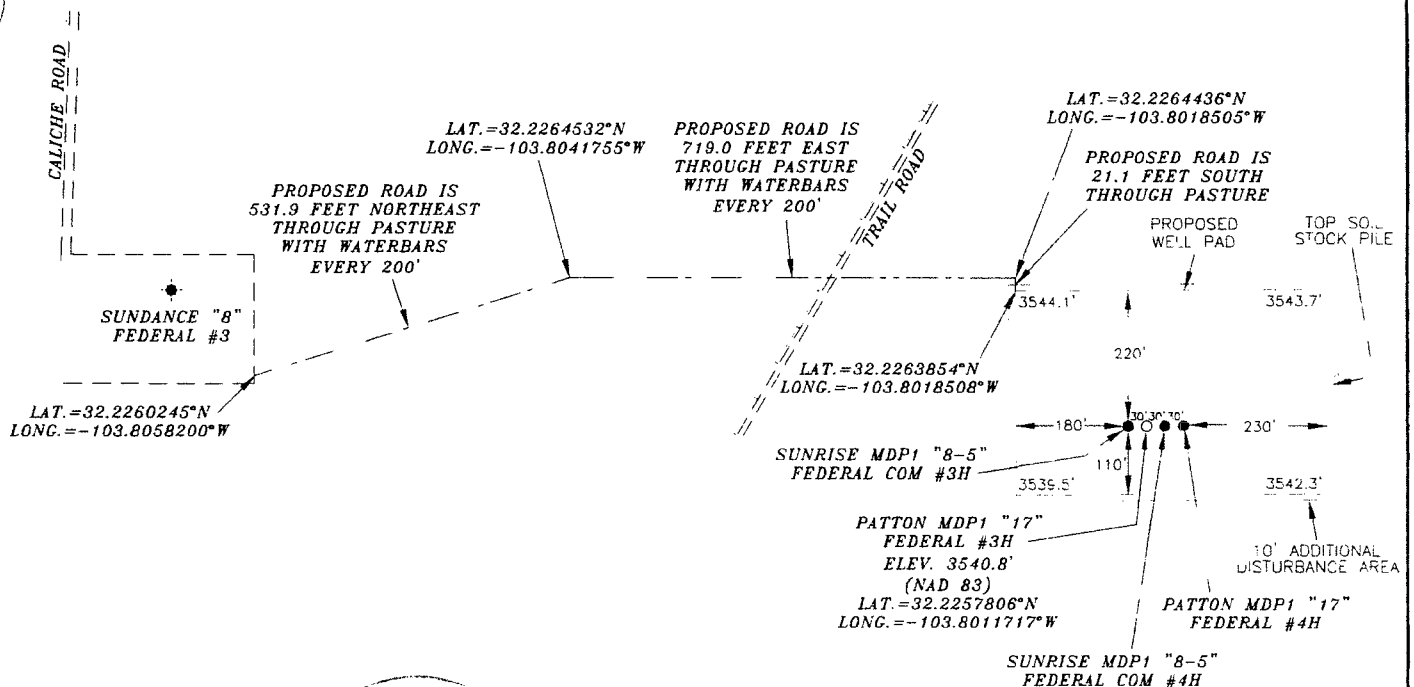 CALICHE ROAD
LAT.=32.2264532°N
LONG.=-103.8041755°W
PROPOSED ROAD IS
719.0 FEET EAST
THROUGH PASTURE
WITH WATERBARS
EVERY 200'
LAT.=32.2264436°N
LONG.=-103.8018505°W
PROPOSED ROAD IS
531.9 FEET NORTHEAST
THROUGH PASTURE
WITH WATERBARS
EVERY 200'
TRAIL ROAD
PROPOSED ROAD IS
21.1 FEET SOUTH
THROUGH PASTURE
PROPOSED
WELL PAD
TOP
STOCK PILE
SUNDANCE "8"
FEDERAL #3
3544.1'
3543.7'
220'
LAT.=32.2263854°N
LONG.=-103.8018508°W
LAT.=32.2260245°N
LONG.=-103.8058200°W
180'
30'30'30'
230'
110'
SUNRISE MDP1 "8-5"
FEDERAL COM #3H
3539.5'
3542.3'
PATTON MDP1 "17"
FEDERAL #3H
ELEV. 3540.8'
(NAD 83)
LAT.=32.2257806°N
LONG.=-103.8011717°W
10' ADDITIONAL
DISTURBANCE AREA
PATTON MDP1 "17"
FEDERAL #4H
SUNRISE MDP1 "8-5"
FEDERAL COM #4H